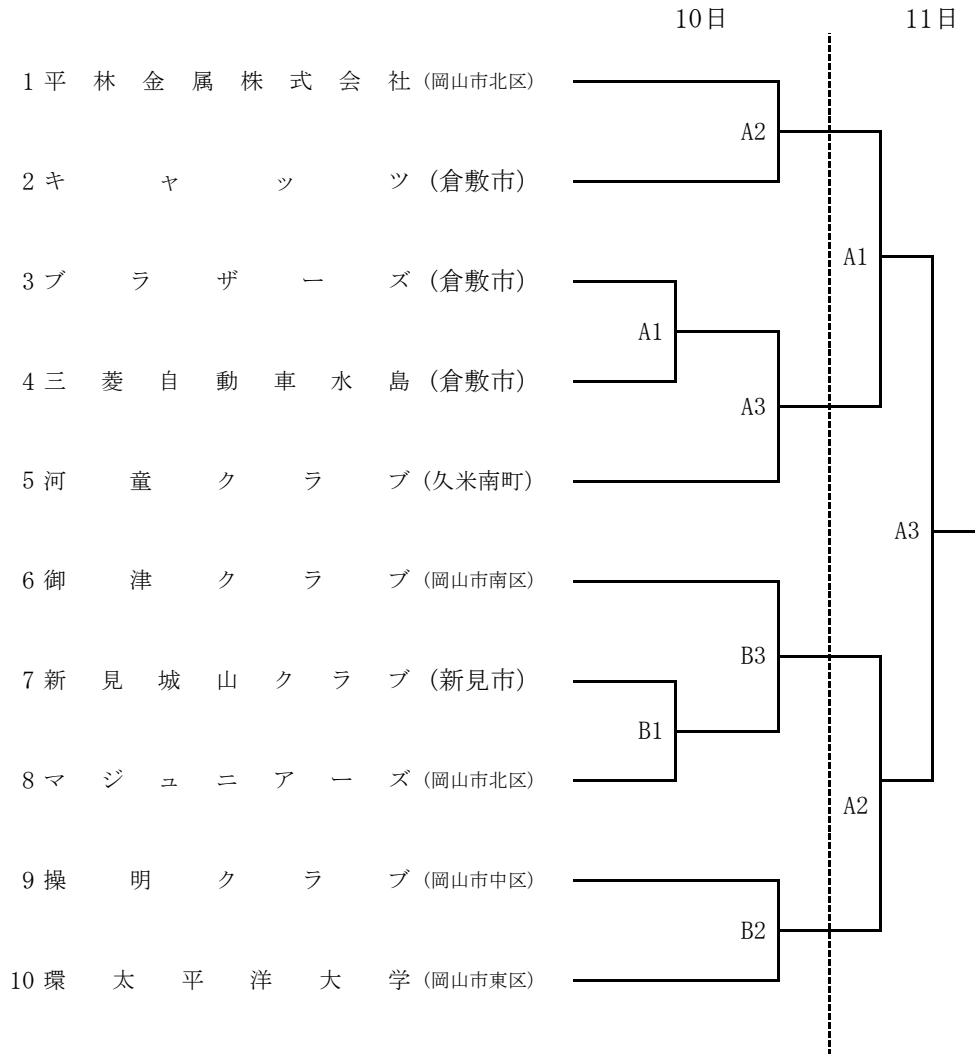 10日 11日
1 平林金属株式会社 (岡山市北区)
A2
2 キャッツ (倉敷市)
A1
3 ブラザーズ (倉敷市)
A1
4 三菱自動車水島 (倉敷市)
A3
5 河童クラブ (久米南町)
A3
6 御津クラブ (岡山市南区)
B3
7 新見城山クラブ (新見市)
B1
8 マジュニアーズ (岡山市北区)
A2
9 操明クラブ (岡山市中区)
B2
10 環太平洋大学 (岡山市東区)